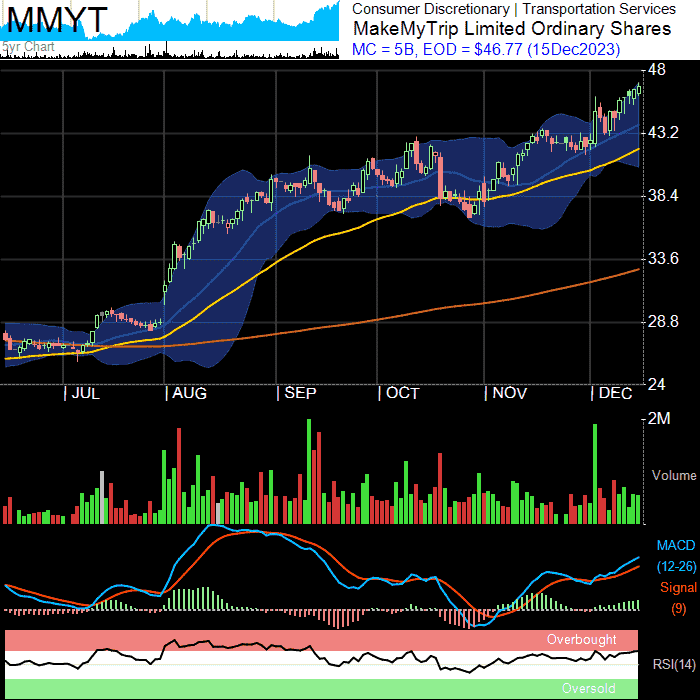 MMYT
5yr Chart
Consumer Discretionary | Transportation Services
MakeMyTrip Limited Ordinary Shares
MC = 5B, EOD = $46.77 (15Dec2023)
48
43.2
38.4
33.6
28.8
24
| JUL | AUG | SEP | OCT | NOV | DEC
2M
Volume
MACD
(12-26)
Signal
(9)
Overbought
RSI(14)
Oversold